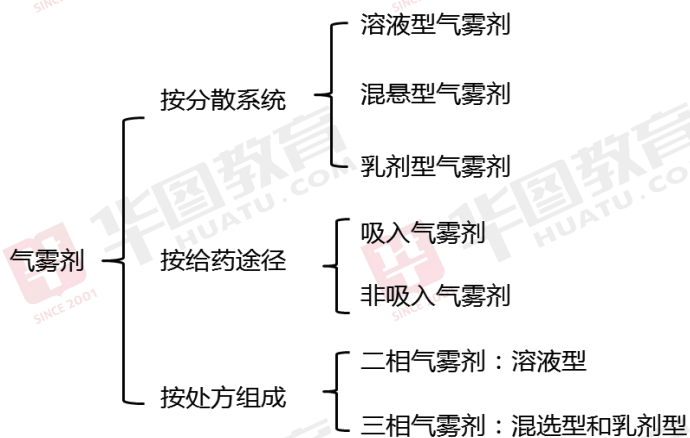 溶液型气雾剂
按分散系统
混悬型气雾剂
乳剂型气雾剂
吸入气雾剂
气雾剂
按给药途径
非吸入气雾剂
二相气雾剂：溶液型
按处方组成
三相气雾剂：混选型和乳剂型
华图教育
HUATU.COM
SINCE 2001
华图教育
HUATU.CO